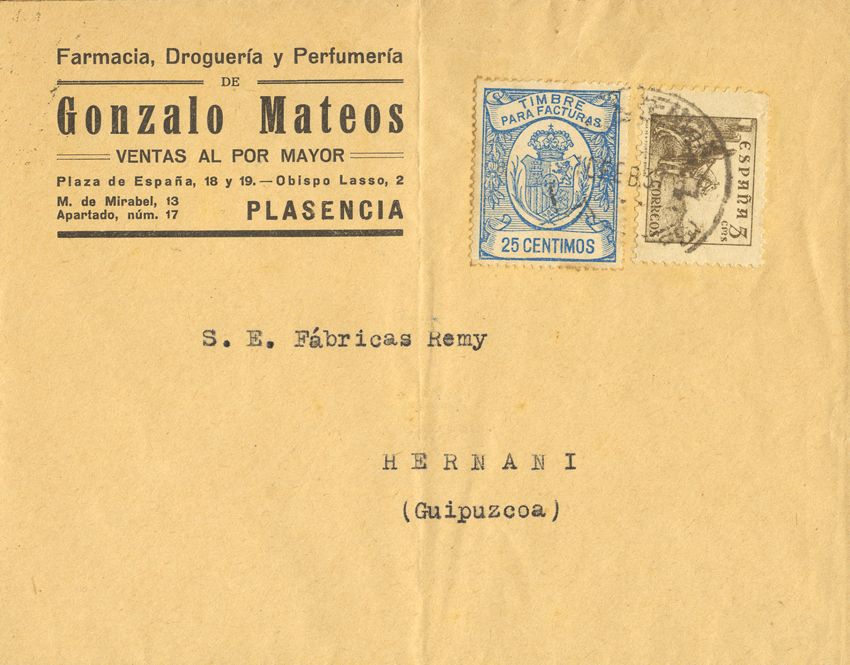 Farmacia, Droguería y Perfumería
DE
Gonzalo Mateos
VENTAS AL POR MAYOR
Plaza de España, 18 y 19.—Obispo Lasso, 2
M. de Mirabel, 13
Apartado, núm. 17
PLASENCIA
TIMBRE
PARA FACTURAS
25 CENTIMOS
ESPAÑA
CORREOS
5 CTS
S. E. Fábricas Remy
HERNANI
(Guipuzcoa)